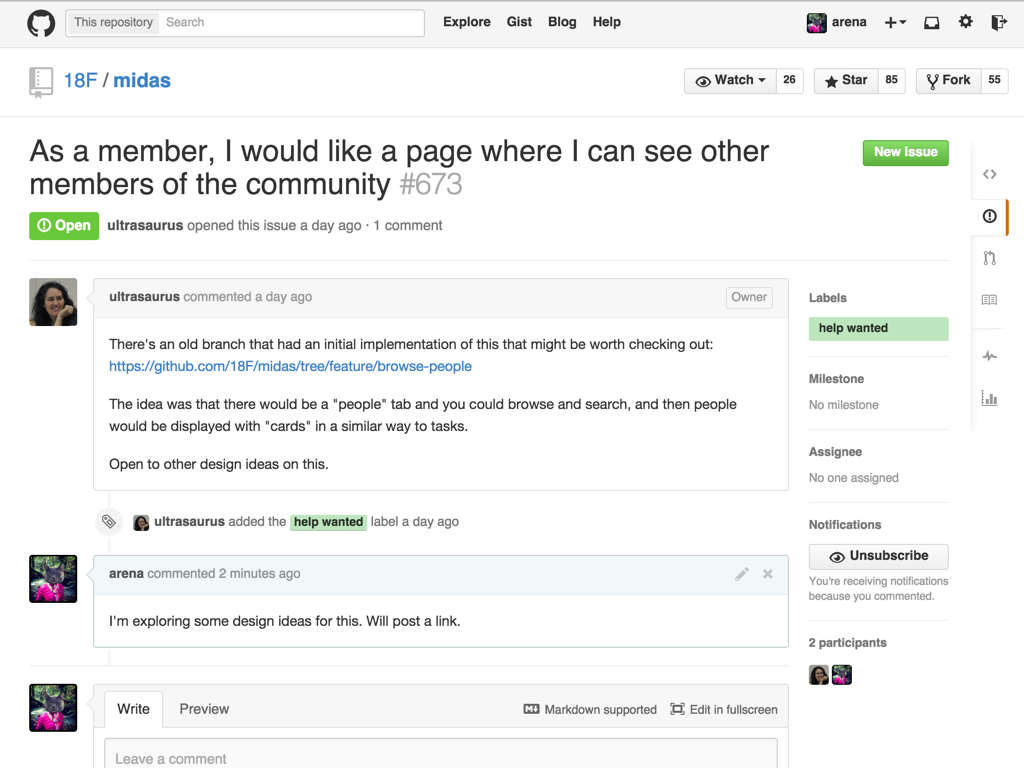 This repository Search Explore Gist Blog Help arena
18F / midas Watch 26 Star 85 Fork 55
As a member, I would like a page where I can see other
members of the community #673
New issue
Open ultrasaurus opened this issue a day ago · 1 comment
ultrasaurus commented a day ago Owner
There's an old branch that had an initial implementation of this that might be worth checking out:
https://github.com/18F/midas/tree/feature/browse-people
The idea was that there would be a "people" tab and you could browse and search, and then people
would be displayed with "cards" in a similar way to tasks.
Open to other design ideas on this.
ultrasaurus added the help wanted label a day ago
arena commented 2 minutes ago
I'm exploring some design ideas for this. Will post a link.
Write Preview Markdown supported Edit in fullscreen
Leave a comment
Labels
help wanted
Milestone
No milestone
Assignee
No one assigned
Notifications
Unsubscribe
You're receiving notifications
because you commented.
2 participants